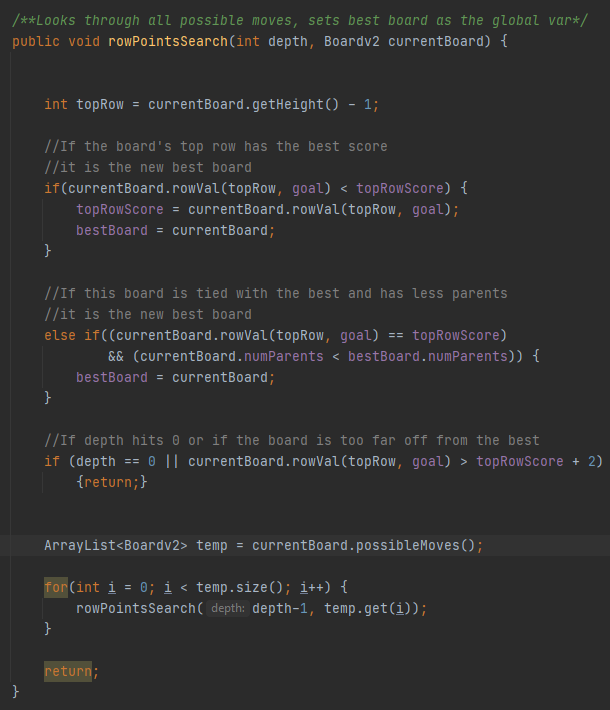 /**Looks through all possible moves, sets best board as the global var*/
public void rowPointsSearch(int depth, Boardv2 currentBoard) {
int topRow = currentBoard.getHeight() - 1;
//If the board's top row has the best score
//it is the new best board
if(currentBoard.rowVal(topRow, goal) < topRowScore) {
topRowScore = currentBoard.rowVal(topRow, goal);
bestBoard = currentBoard;
}
//If this board is tied with the best and has less parents
//it is the new best board
else if((currentBoard.rowVal(topRow, goal) == topRowScore)
&& (currentBoard.numParents < bestBoard.numParents)) {
bestBoard = currentBoard;
}
//If depth hits 0 or if the board is too far off from the best
if (depth == 0 || currentBoard.rowVal(topRow, goal) > topRowScore + 2)
{return;}
ArrayList<Boardv2> temp = currentBoard.possibleMoves();
for(int i = 0; i < temp.size(); i++) {
rowPointsSearch( depth: depth-1, temp.get(i));
}
return;
}